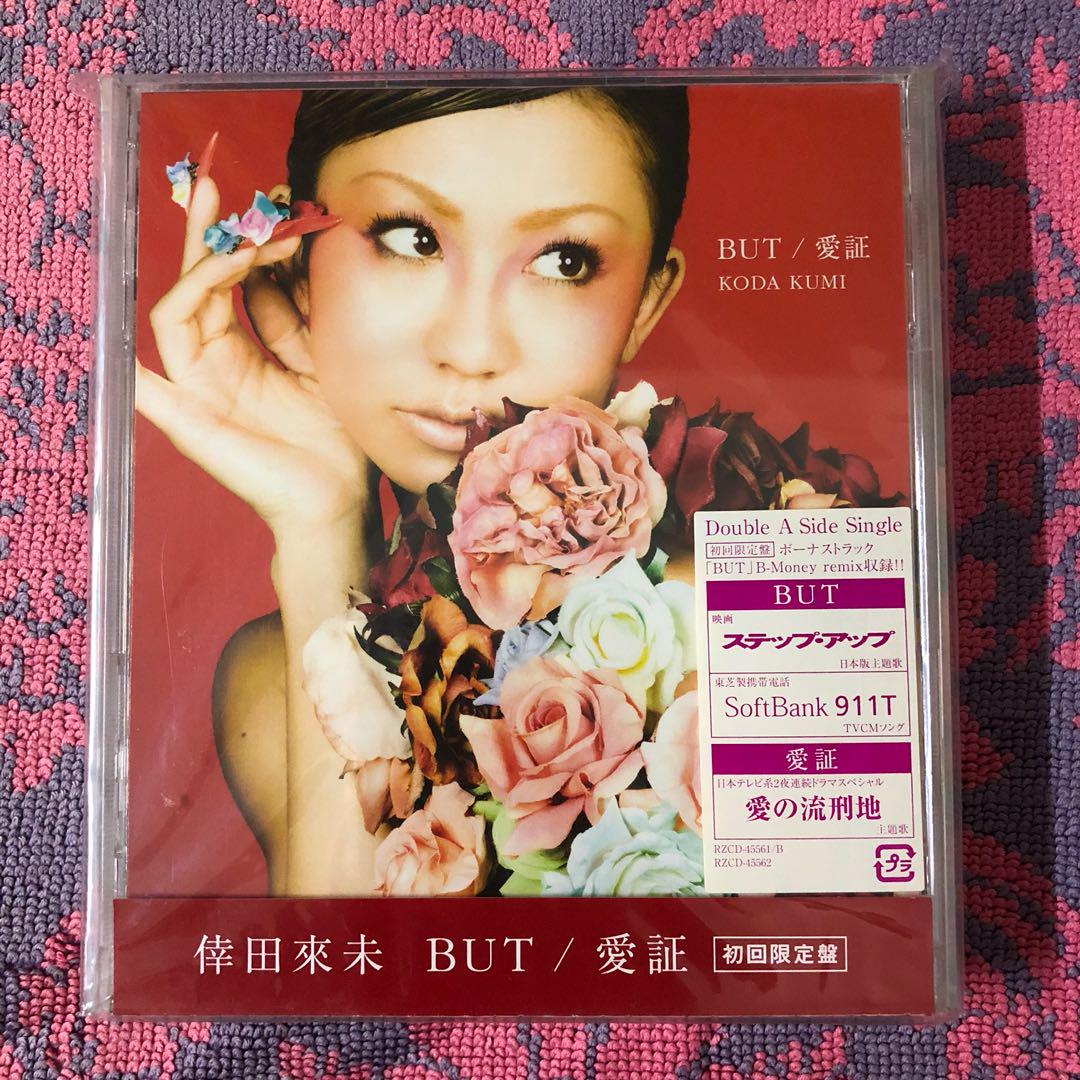 BUT / 愛証
KODA KUMI
Double A Side Single
初回限定盤 ボーナストラック
「BUT」B-Money remix収録!!
BUT
映画
ステップ・アップ
日本版主題歌
東芝製携帯電話
SoftBank 911T
TVCMソング
愛証
日本テレビ系2夜連続ドラマスペシャル
愛の流刑地
主題歌
RZCD-45561/B
RZCD-45562
プラ
倖田來未 BUT / 愛証 初回限定盤